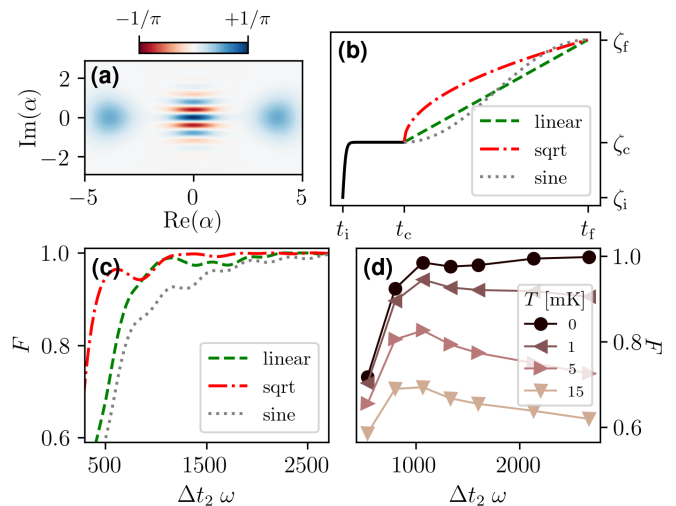 −1/π +1/π
(a)
Im(α)
2
0
−2
−5 0 5
Re(α)
(b)
ζf
ζc
ζi
linear
sqrt
sine
ti tc tf
(c)
F
1.0
0.8
0.6
linear
sqrt
sine
500 1500 2500
Δt₂ ω
(d)
T [mK]
0
1
5
15
1.0
0.8
0.6
F
1000 2000
Δt₂ ω